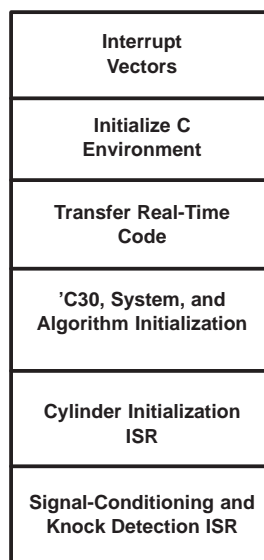 Interrupt
Vectors
Initialize C
Environment
Transfer Real-Time
Code
’C30, System, and
Algorithm Initialization
Cylinder Initialization
ISR
Signal-Conditioning and
Knock Detection ISR